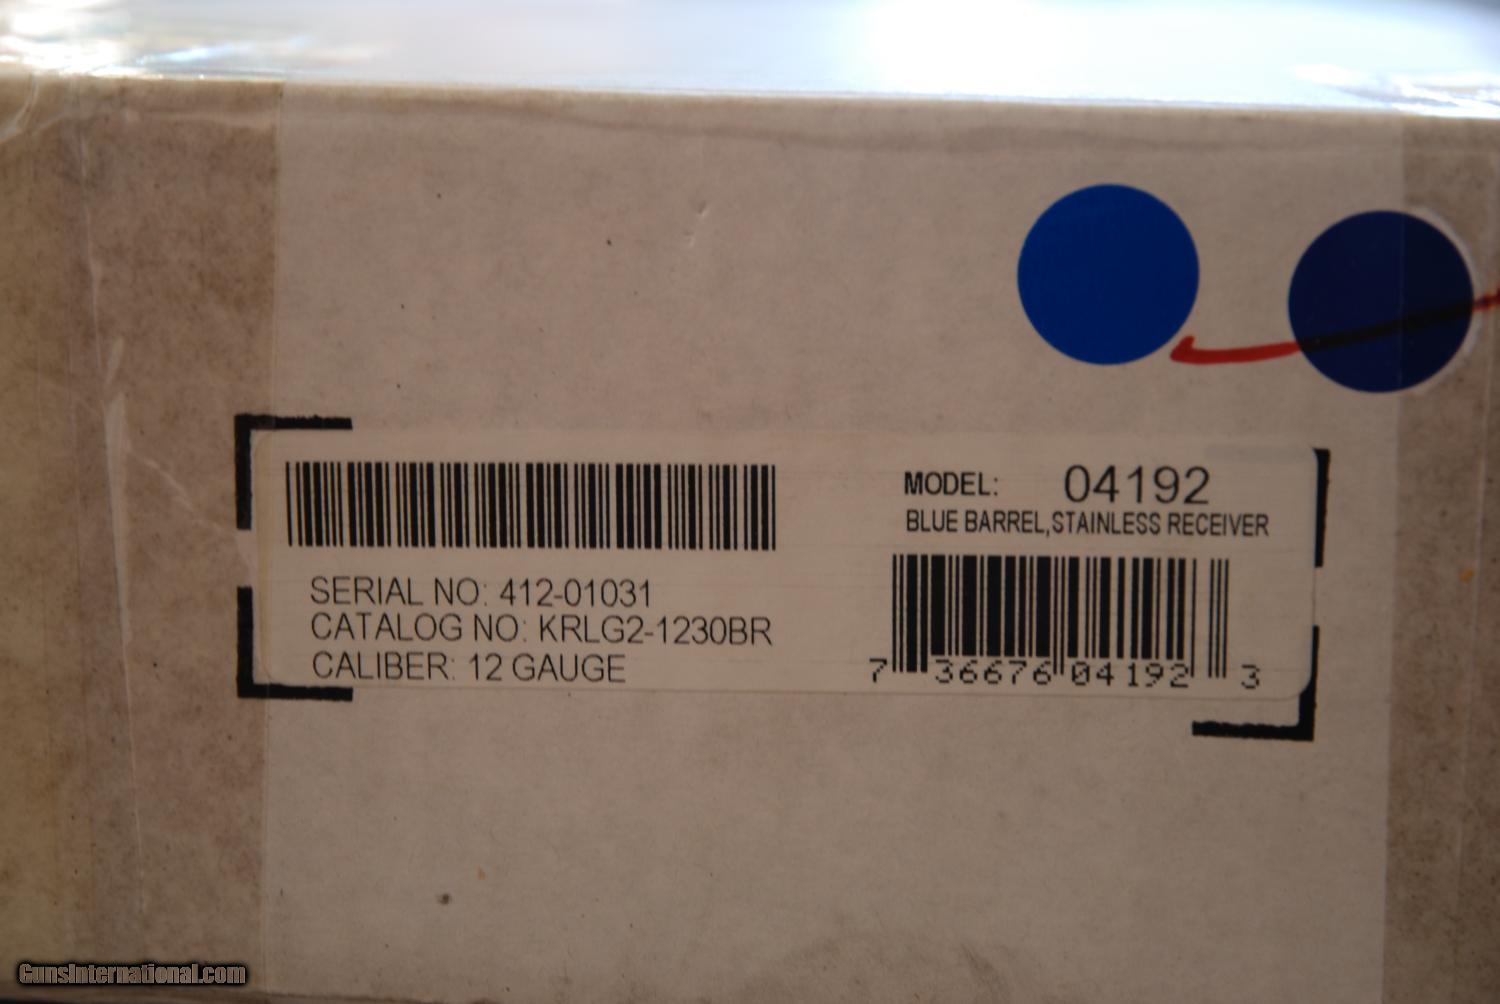 MODEL: 04192
BLUE BARREL,STAINLESS RECEIVER
SERIAL NO: 412-01031
CATALOG NO: KRLG2-1230BR
CALIBER: 12 GAUGE
7 36676 04192 3
GunsInternational.com